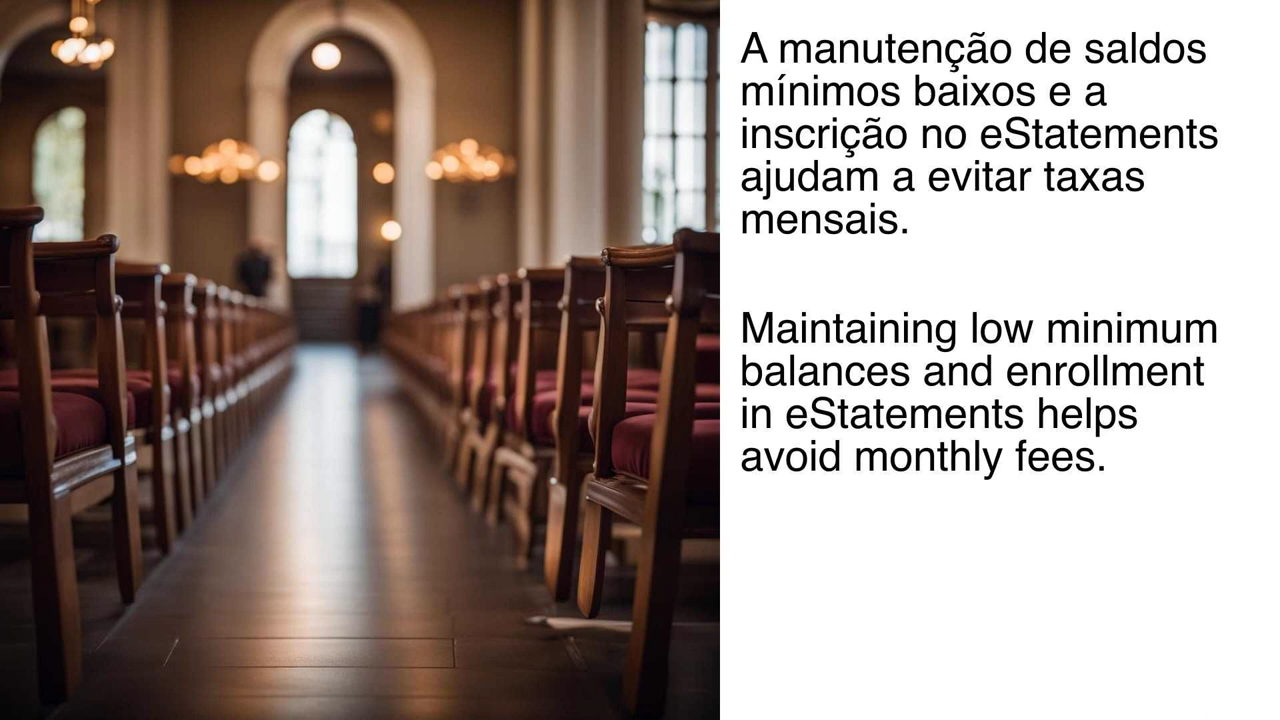 A manutenção de saldos
mínimos baixos e a
inscrição no eStatements
ajudam a evitar taxas
mensais.
Maintaining low minimum
balances and enrollment
in eStatements helps
avoid monthly fees.